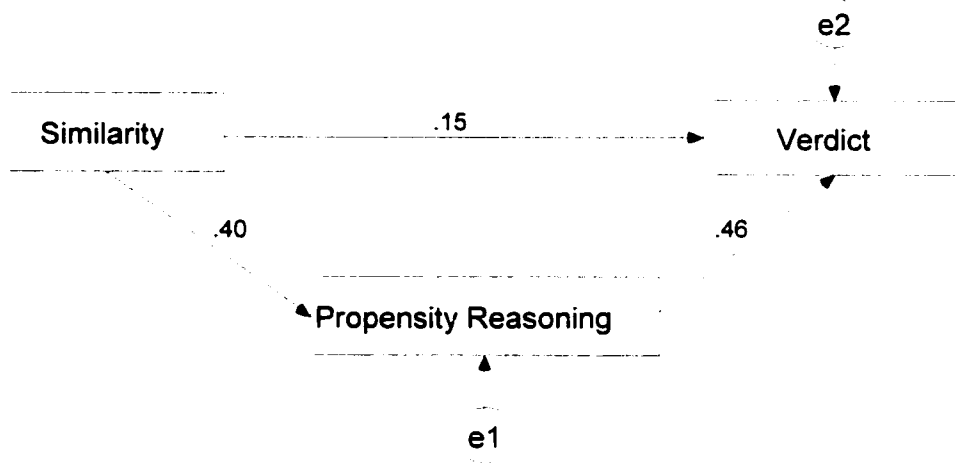 e2
Similarity
.15
Verdict
.40
.46
Propensity Reasoning
e1